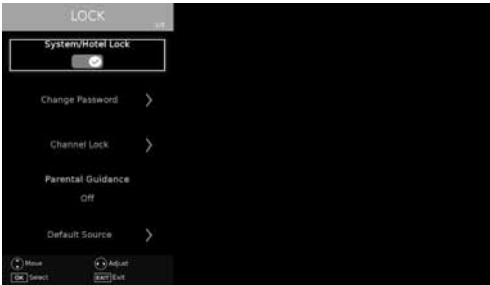 LOCK
System/Hotel Lock
Change Password
Channel Lock
Parental Guidance
Off
Default Source
Move
Adjust
OK Select
EXIT Exit